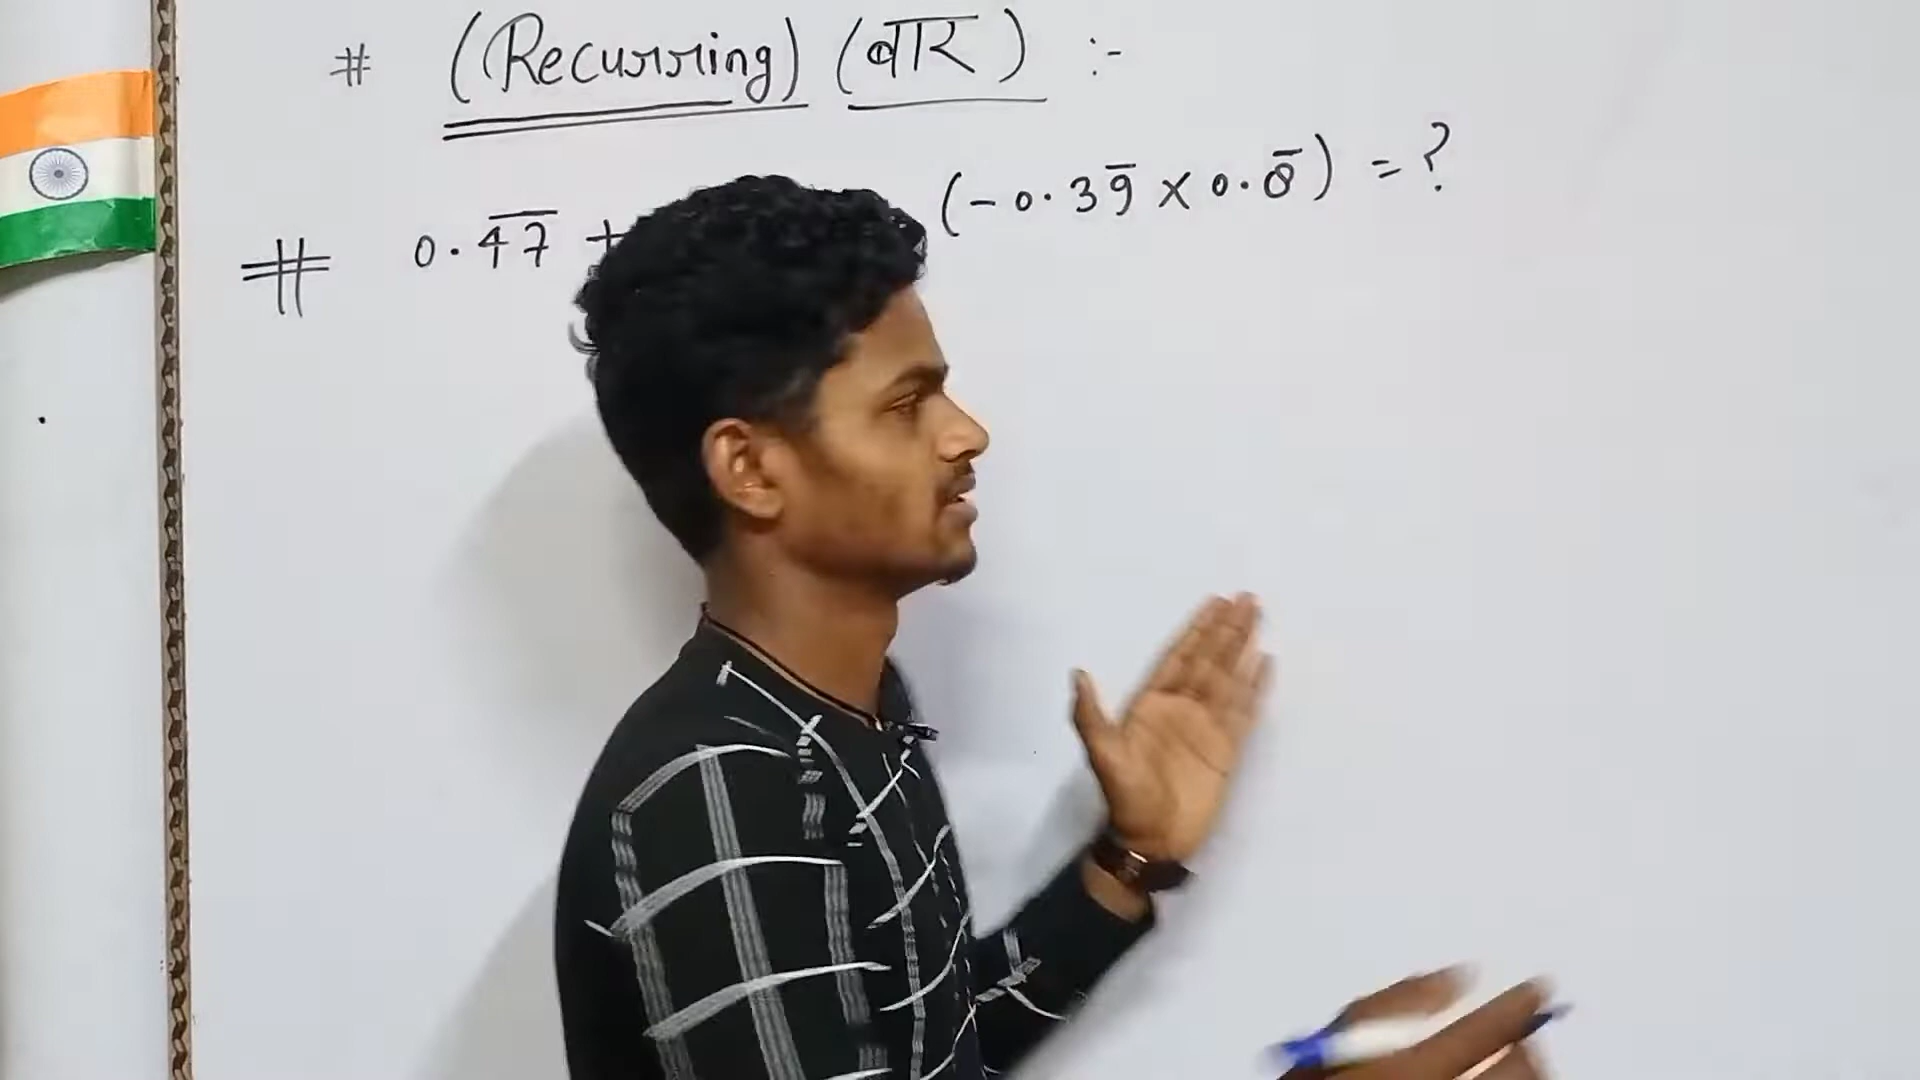 # (Recurring) (बार) :-
# 0.4̅7̅ + (-0.39̅ × 0.8̅) = ?